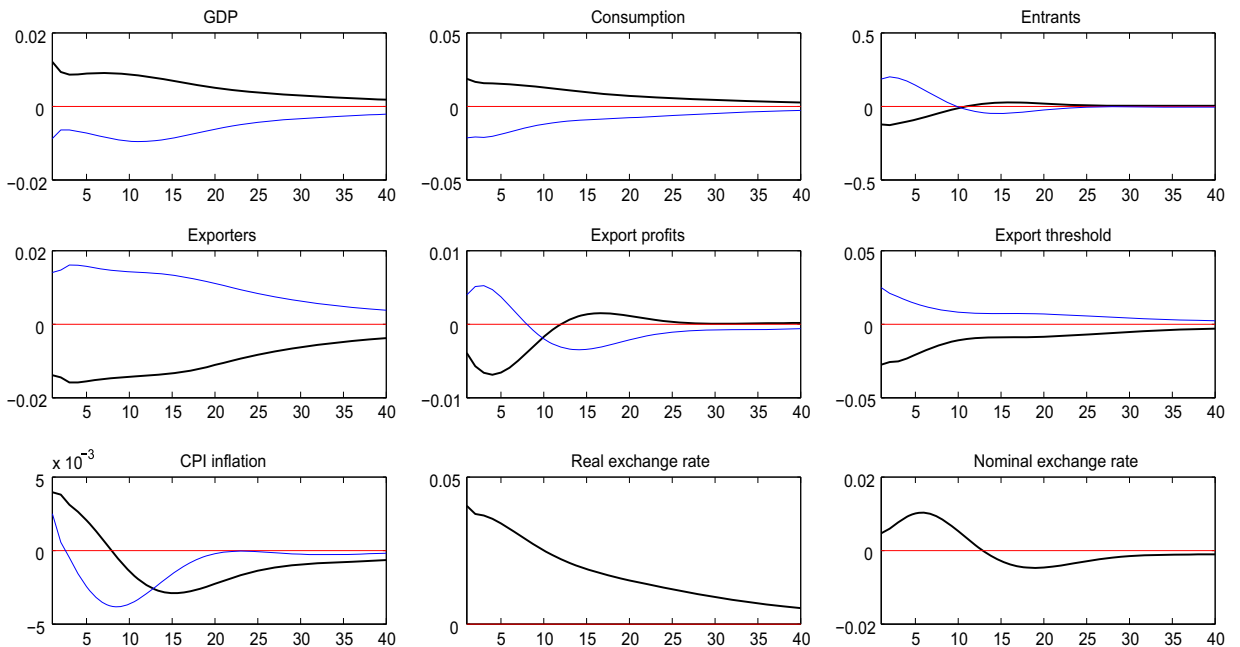 GDP
0.02
0
−0.02
5 10 15 20 25 30 35 40
Consumption
0.05
0
−0.05
5 10 15 20 25 30 35 40
Entrants
0.5
0
−0.5
5 10 15 20 25 30 35 40
Exporters
0.02
0
−0.02
5 10 15 20 25 30 35 40
Export profits
0.01
0
−0.01
5 10 15 20 25 30 35 40
Export threshold
0.05
0
−0.05
5 10 15 20 25 30 35 40
x 10⁻³
CPI inflation
5
0
−5
5 10 15 20 25 30 35 40
Real exchange rate
0.05
0
5 10 15 20 25 30 35 40
Nominal exchange rate
0.02
0
−0.02
5 10 15 20 25 30 35 40